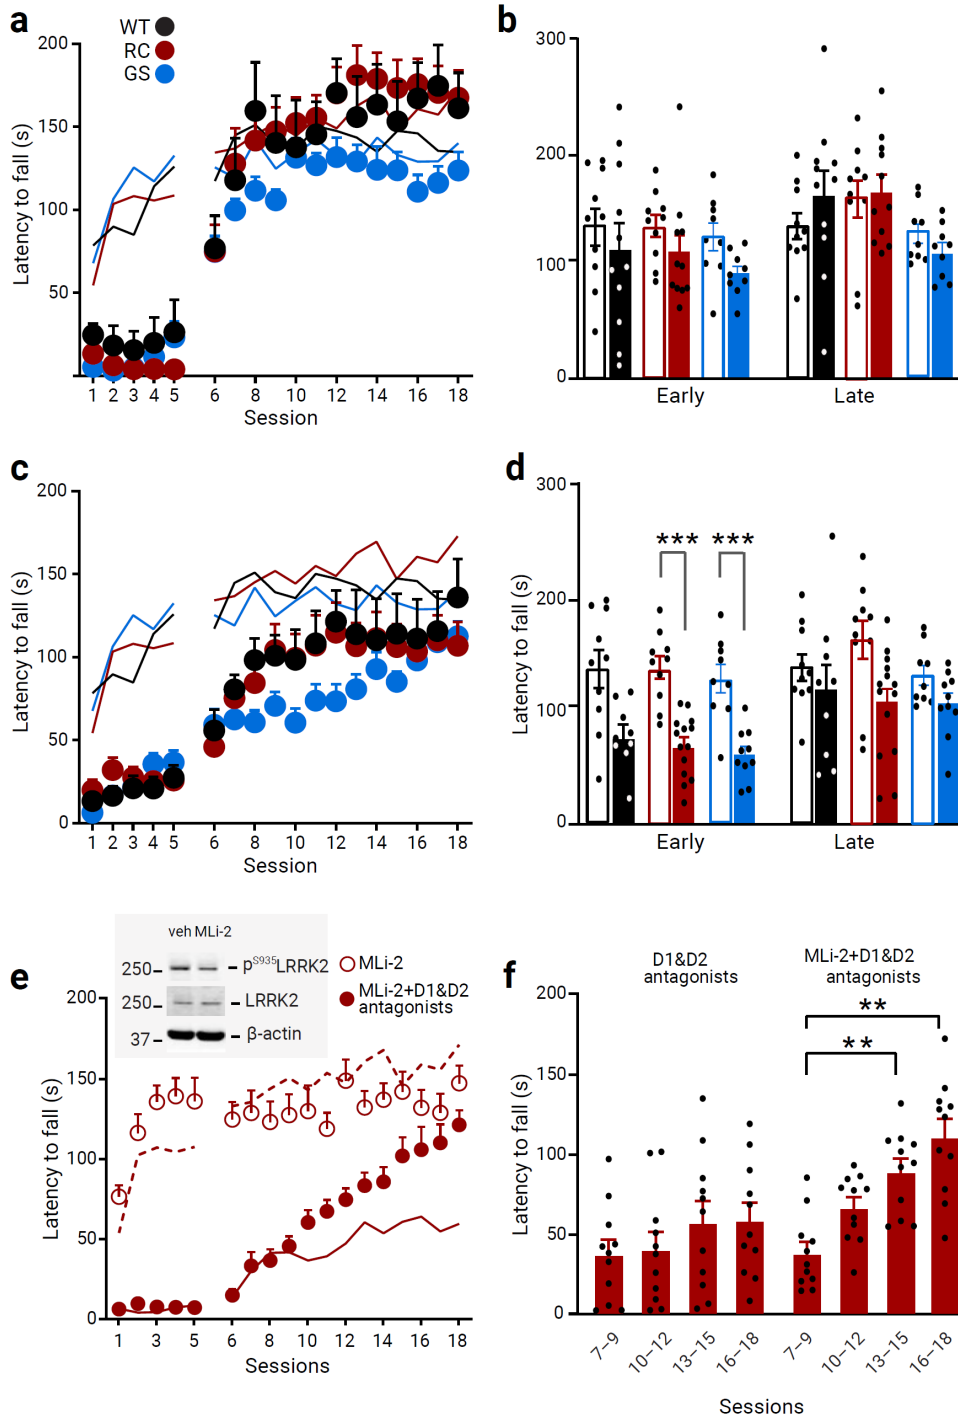 a
WT
RC
GS
200
150
100
50
Latency to fall (s)
1 2 3 4 5 6 8 10 12 14 16 18
Session
b
300
200
100
0
Latency to fall (s)
Early Late
c
200
150
100
50
0
Latency to fall (s)
1 2 3 4 5 6 8 10 12 14 16 18
Session
d
300
200
100
0
Latency to fall (s)
*** ***
Early Late
e
veh MLi-2
250 pS935LRRK2
250 LRRK2
37 β-actin
MLi-2
MLi-2+D1&D2
antagonists
200
150
100
50
0
Latency to fall (s)
1 3 5 6 8 10 12 14 16 18
Sessions
f
D1&D2
antagonists
MLi-2+D1&D2
antagonists
**
**
200
150
100
50
0
Latency to fall (s)
7–9 10–12 13–15 16–18 7–9 10–12 13–15 16–18
Sessions